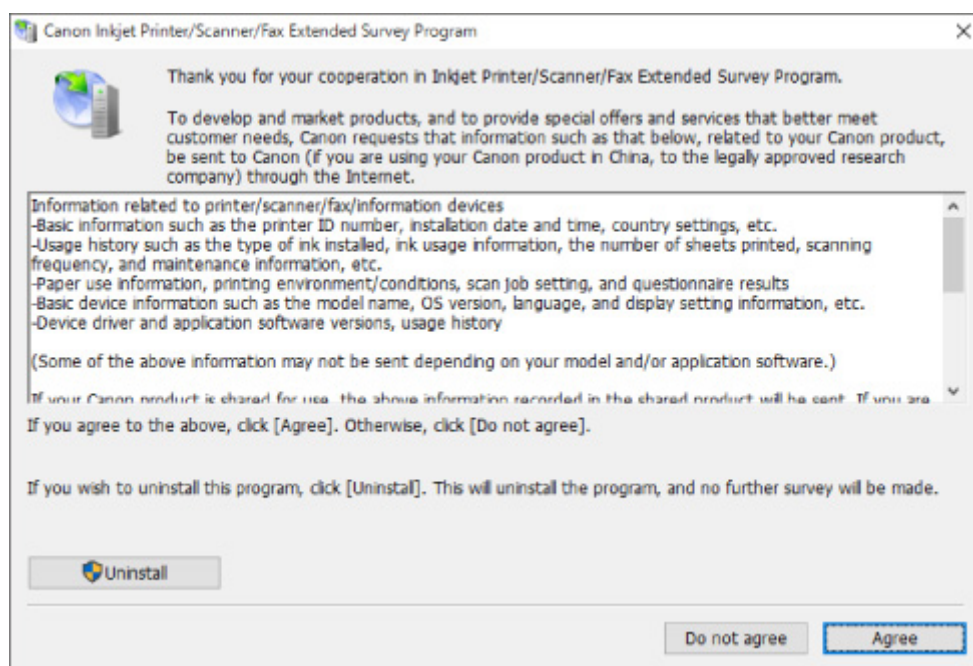 Canon Inkjet Printer/Scanner/Fax Extended Survey Program
Thank you for your cooperation in Inkjet Printer/Scanner/Fax Extended Survey Program.
To develop and market products, and to provide special offers and services that better meet
customer needs, Canon requests that information such as that below, related to your Canon product,
be sent to Canon (if you are using your Canon product in China, to the legally approved research
company) through the Internet.
Information related to printer/scanner/fax/information devices
-Basic information such as the printer ID number, installation date and time, country settings, etc.
-Usage history such as the type of ink installed, ink usage information, the number of sheets printed, scanning
frequency, and maintenance information, etc.
-Paper use information, printing environment/conditions, scan job setting, and questionnaire results
-Basic device information such as the model name, OS version, language, and display setting information, etc.
-Device driver and application software versions, usage history
(Some of the above information may not be sent depending on your model and/or application software.)
If your Canon product is shared for use, the above information recorded in the shared product will be sent. If you are
If you agree to the above, click [Agree]. Otherwise, click [Do not agree].
If you wish to uninstall this program, click [Uninstall]. This will uninstall the program, and no further survey will be made.
Uninstall
Do not agree
Agree